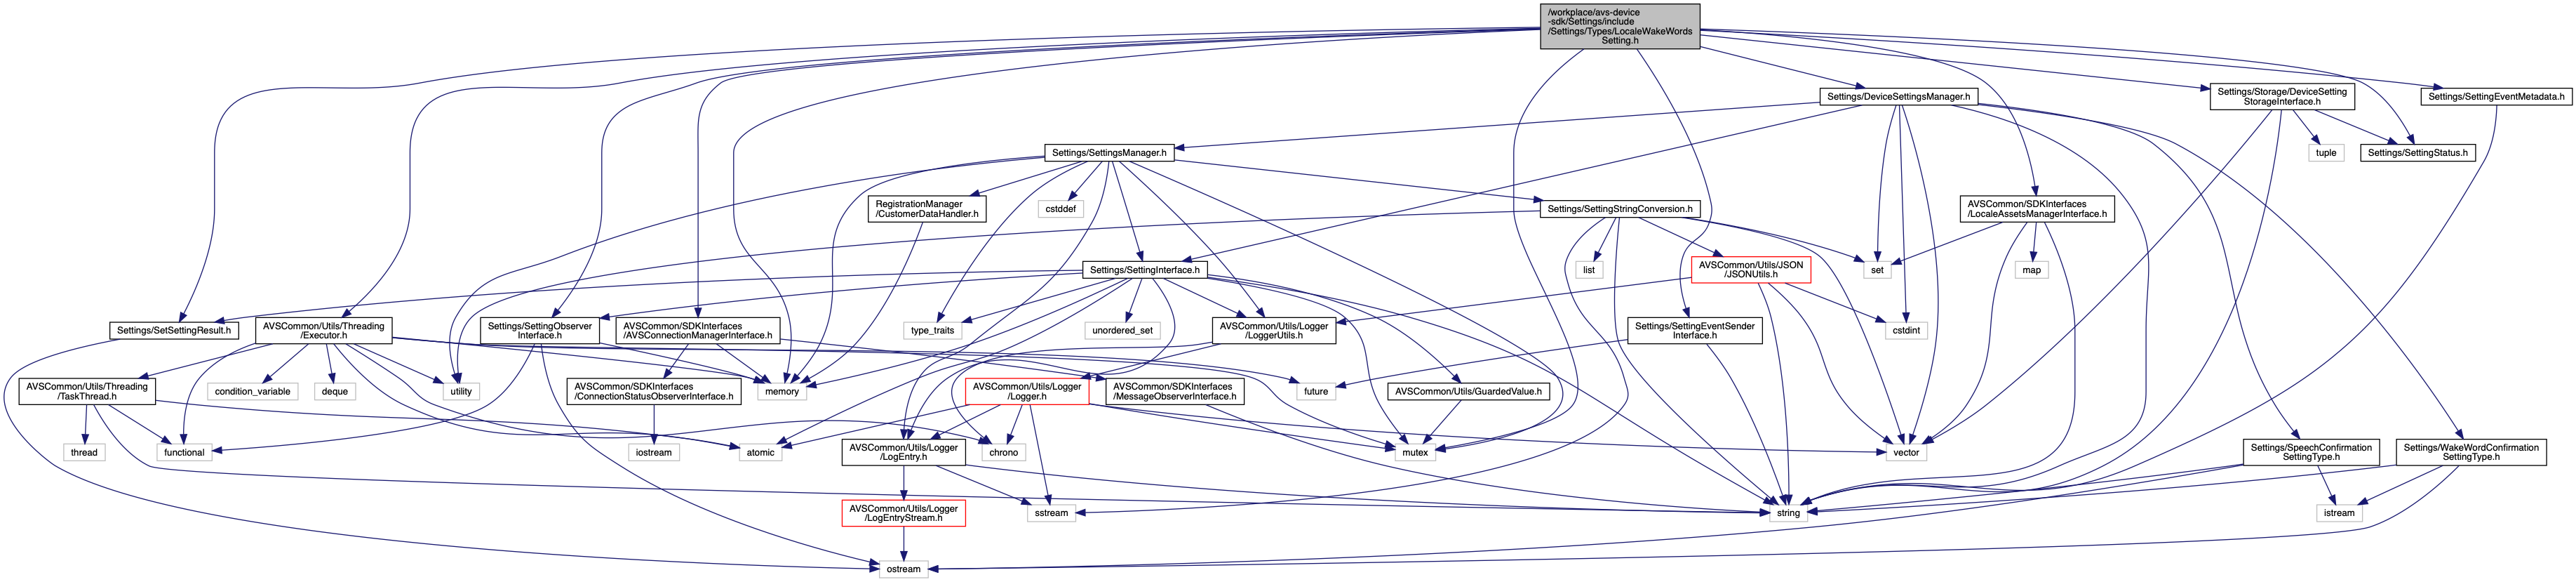 /workplace/avs-device
-sdk/Settings/include
/Settings/Types/LocaleWakeWords
Setting.h
Settings/DeviceSettingsManager.h
Settings/Storage/DeviceSetting
StorageInterface.h
Settings/SettingEventMetadata.h
Settings/SettingsManager.h
tuple
Settings/SettingStatus.h
RegistrationManager
/CustomerDataHandler.h
cstddef
Settings/SettingStringConversion.h
AVSCommon/SDKInterfaces
/LocaleAssetsManagerInterface.h
Settings/SettingInterface.h
list
AVSCommon/Utils/JSON
/JSONUtils.h
set
map
Settings/SetSettingResult.h
AVSCommon/Utils/Threading
/Executor.h
Settings/SettingObserver
Interface.h
AVSCommon/SDKInterfaces
/AVSConnectionManagerInterface.h
type_traits
unordered_set
AVSCommon/Utils/Logger
/LoggerUtils.h
Settings/SettingEventSender
Interface.h
cstdint
AVSCommon/Utils/Threading
/TaskThread.h
condition_variable
deque
utility
AVSCommon/SDKInterfaces
/ConnectionStatusObserverInterface.h
memory
AVSCommon/Utils/Logger
/Logger.h
AVSCommon/SDKInterfaces
/MessageObserverInterface.h
future
AVSCommon/Utils/GuardedValue.h
thread
functional
iostream
atomic
AVSCommon/Utils/Logger
/LogEntry.h
chrono
mutex
vector
Settings/SpeechConfirmation
SettingType.h
Settings/WakeWordConfirmation
SettingType.h
AVSCommon/Utils/Logger
/LogEntryStream.h
sstream
string
istream
ostream